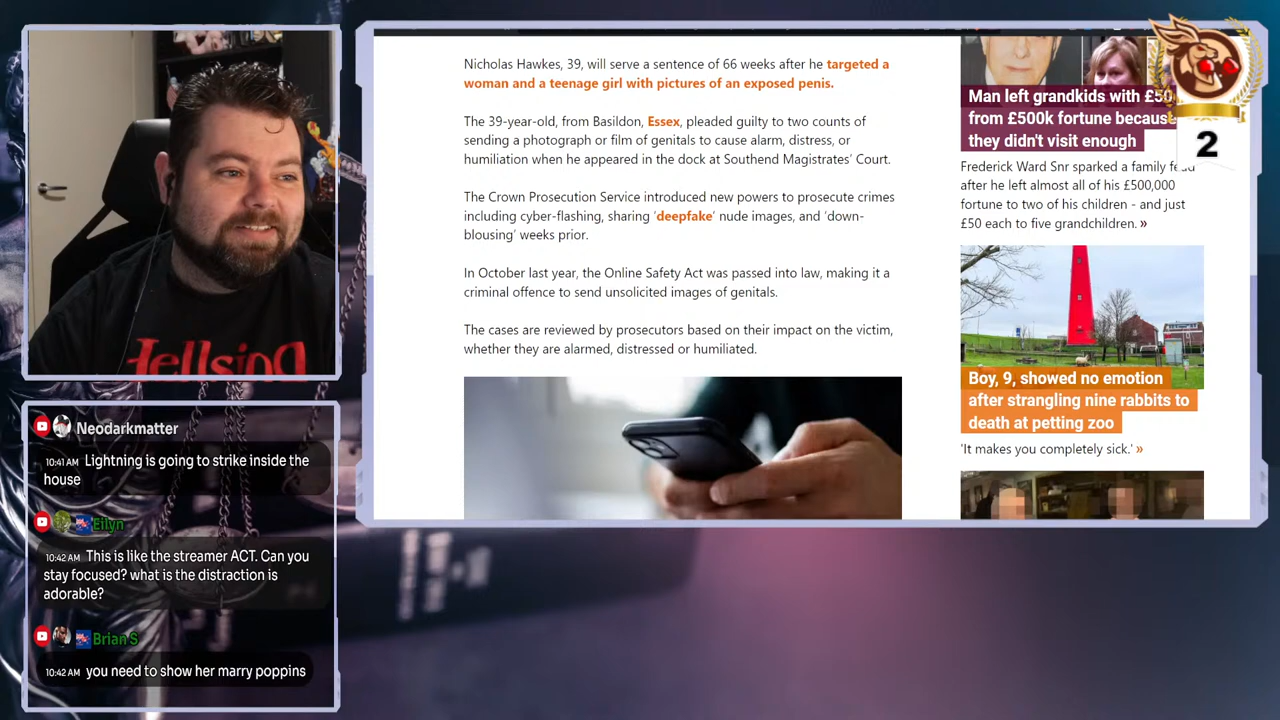 Hellsing
Neodarkmatter
10:41 AM Lightning is going to strike inside the
house
Eilyn
10:42 AM This is like the streamer ACT. Can you
stay focused? what is the distraction is
adorable?
Brian S
10:42 AM you need to show her marry poppins
Nicholas Hawkes, 39, will serve a sentence of 66 weeks after he targeted a
woman and a teenage girl with pictures of an exposed penis.
The 39-year-old, from Basildon, Essex, pleaded guilty to two counts of
sending a photograph or film of genitals to cause alarm, distress, or
humiliation when he appeared in the dock at Southend Magistrates' Court.
The Crown Prosecution Service introduced new powers to prosecute crimes
including cyber-flashing, sharing 'deepfake' nude images, and 'down-
blousing' weeks prior.
In October last year, the Online Safety Act was passed into law, making it a
criminal offence to send unsolicited images of genitals.
The cases are reviewed by prosecutors based on their impact on the victim,
whether they are alarmed, distressed or humiliated.
Man left grandkids with £50
from £500k fortune because
they didn't visit enough
Frederick Ward Snr sparked a family feud
after he left almost all of his £500,000
fortune to two of his children - and just
£50 each to five grandchildren. »
Boy, 9, showed no emotion
after strangling nine rabbits to
death at petting zoo
'It makes you completely sick.' »
2